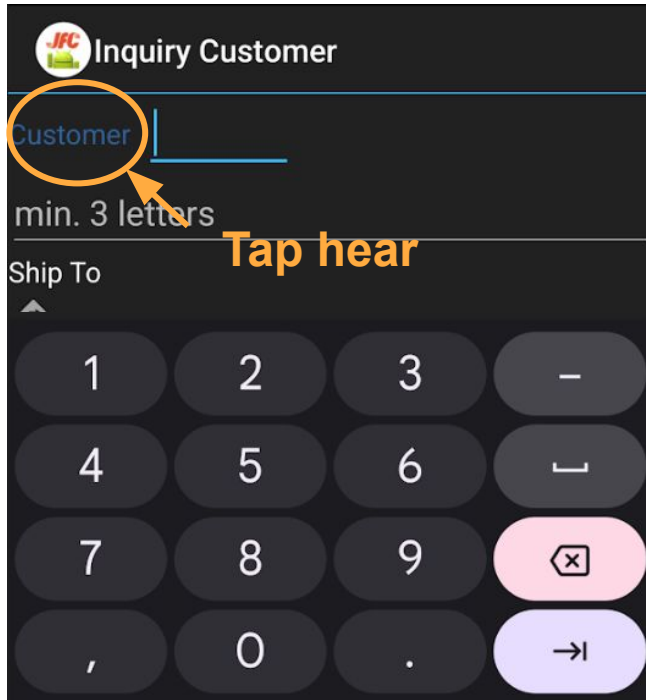 JFC Inquiry Customer
Customer
min. 3 letters
Tap hear
Ship To
1 2 3 –
4 5 6
7 8 9
, 0 .